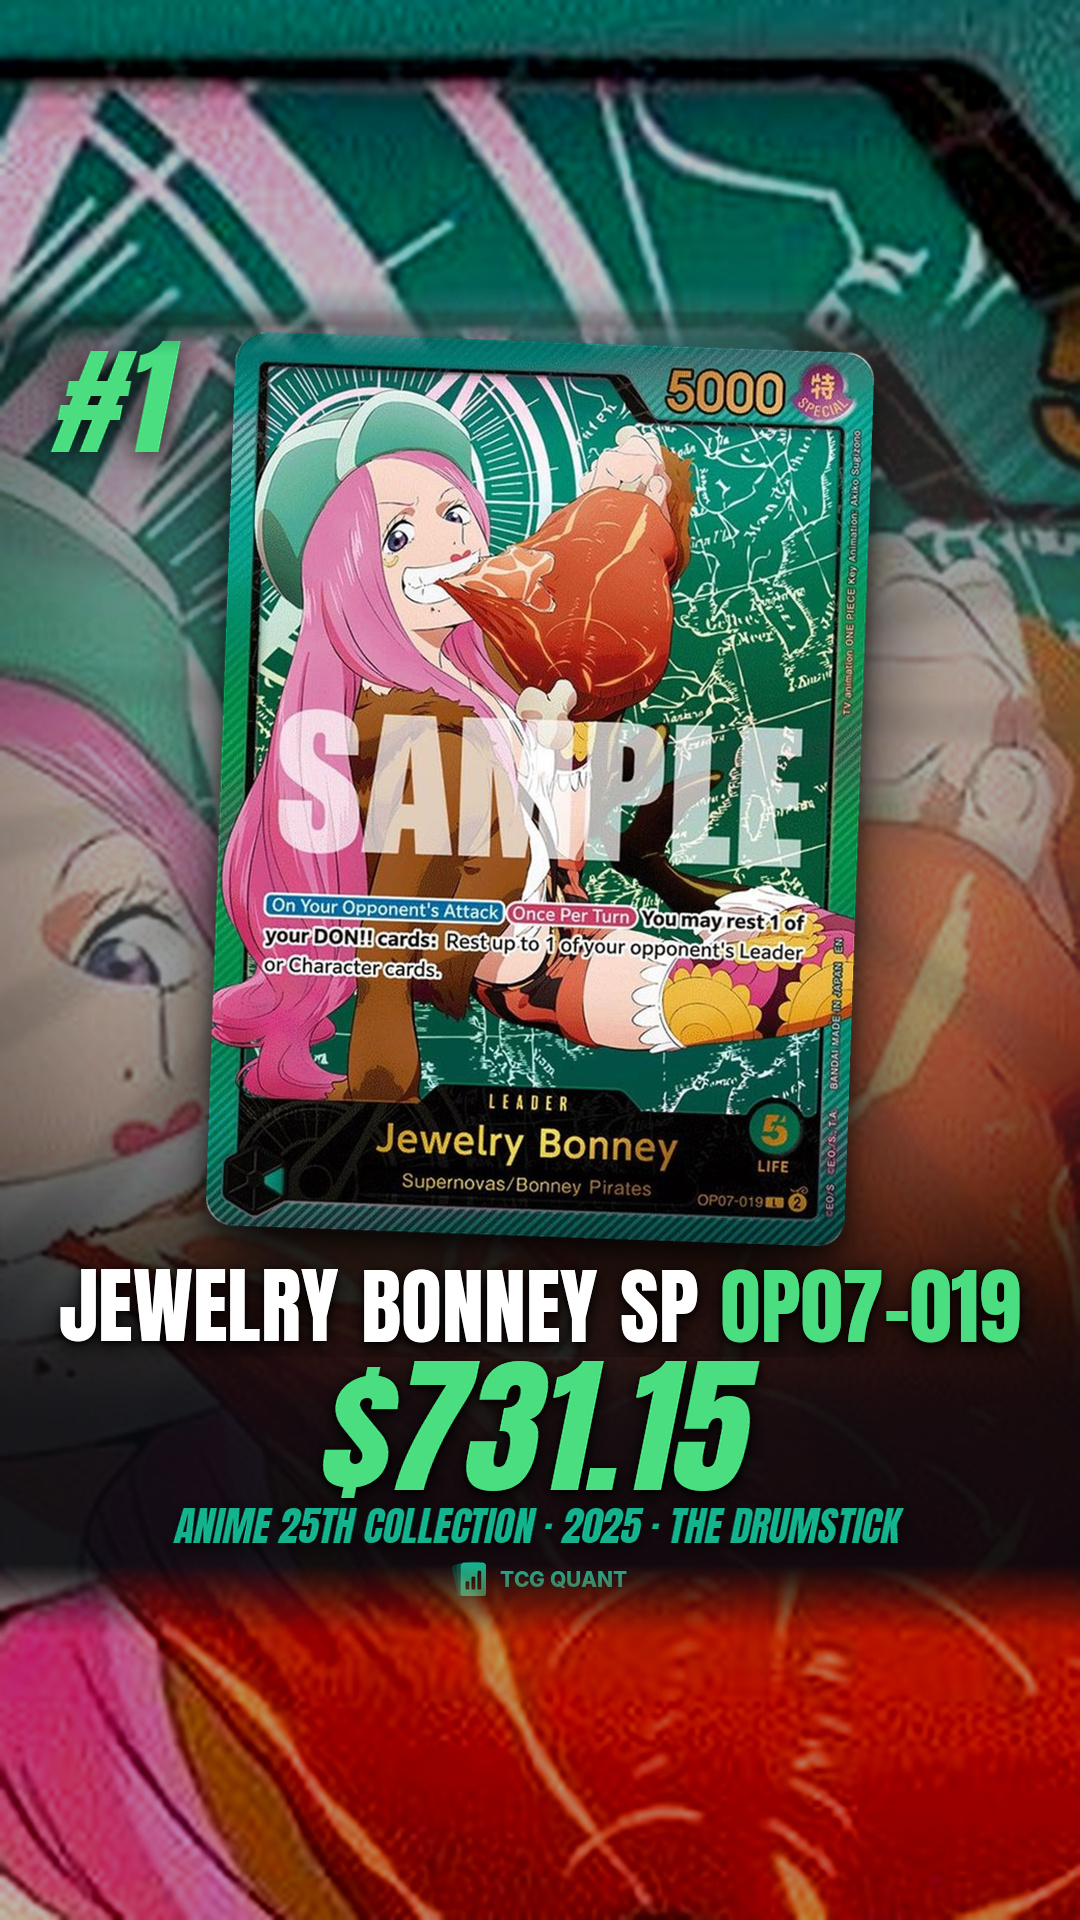 #1
5000
特
SPECIAL
TV animation ONE PIECE Key Animation: Akiko Sugizono
SAMPLE
On Your Opponent's Attack Once Per Turn You may rest 1 of
your DON!! cards: Rest up to 1 of your opponent's Leader
or Character cards.
BANDAI MADE IN JAPAN EN
©E.O/S. ©E.O./S., T.A.
LEADER
Jewelry Bonney
5
LIFE
Supernovas/Bonney Pirates
OP07-019 L 2
JEWELRY BONNEY SP OP07-019
$731.15
ANIME 25TH COLLECTION · 2025 · THE DRUMSTICK
TCG QUANT